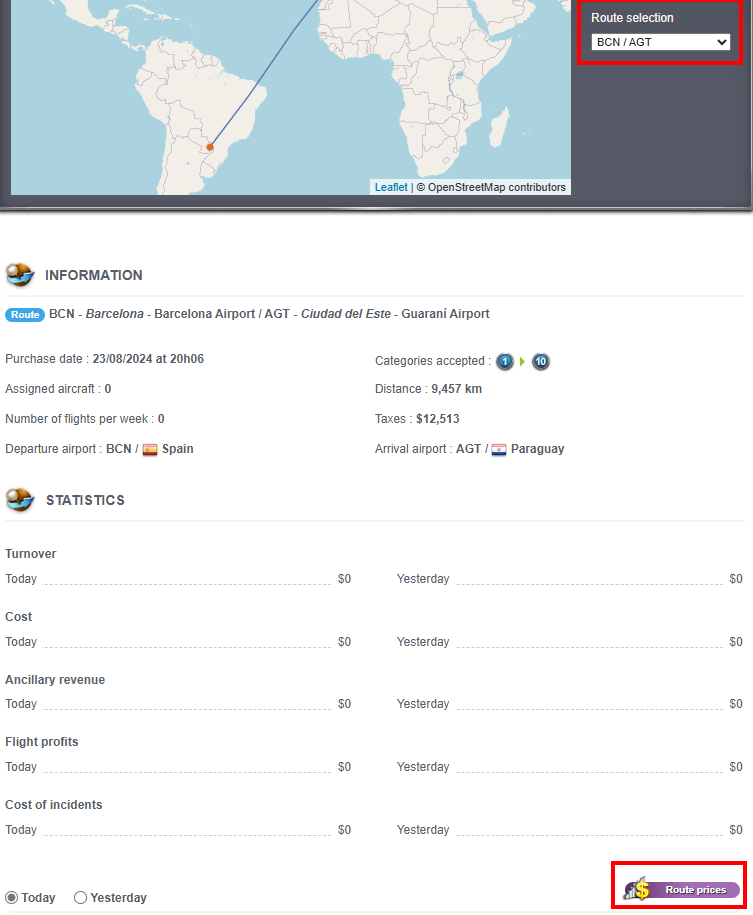 Route selection
BCN / AGT
Leaflet | © OpenStreetMap contributors
INFORMATION
Route BCN - Barcelona - Barcelona Airport / AGT - Ciudad del Este - Guaraní Airport
Purchase date : 23/08/2024 at 20h06
Categories accepted : 1 10
Assigned aircraft : 0
Distance : 9,457 km
Number of flights per week : 0
Taxes : $12,513
Departure airport : BCN / Spain
Arrival airport : AGT / Paraguay
STATISTICS
Turnover
Today $0 Yesterday $0
Cost
Today $0 Yesterday $0
Ancillary revenue
Today $0 Yesterday $0
Flight profits
Today $0 Yesterday $0
Cost of incidents
Today $0 Yesterday $0
Today Yesterday
$ Route prices